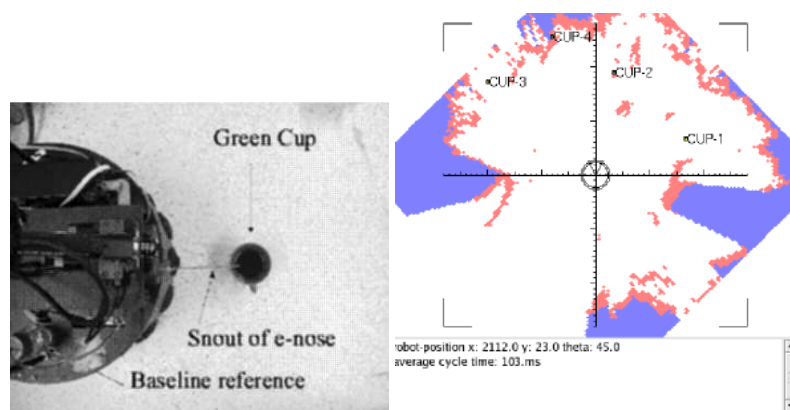 Green Cup
Snout of e-nose
Baseline reference
CUP-4
CUP-3
CUP-2
CUP-1
robot-position x: 2112.0 y: 23.0 theta: 45.0
average cycle time: 103.ms